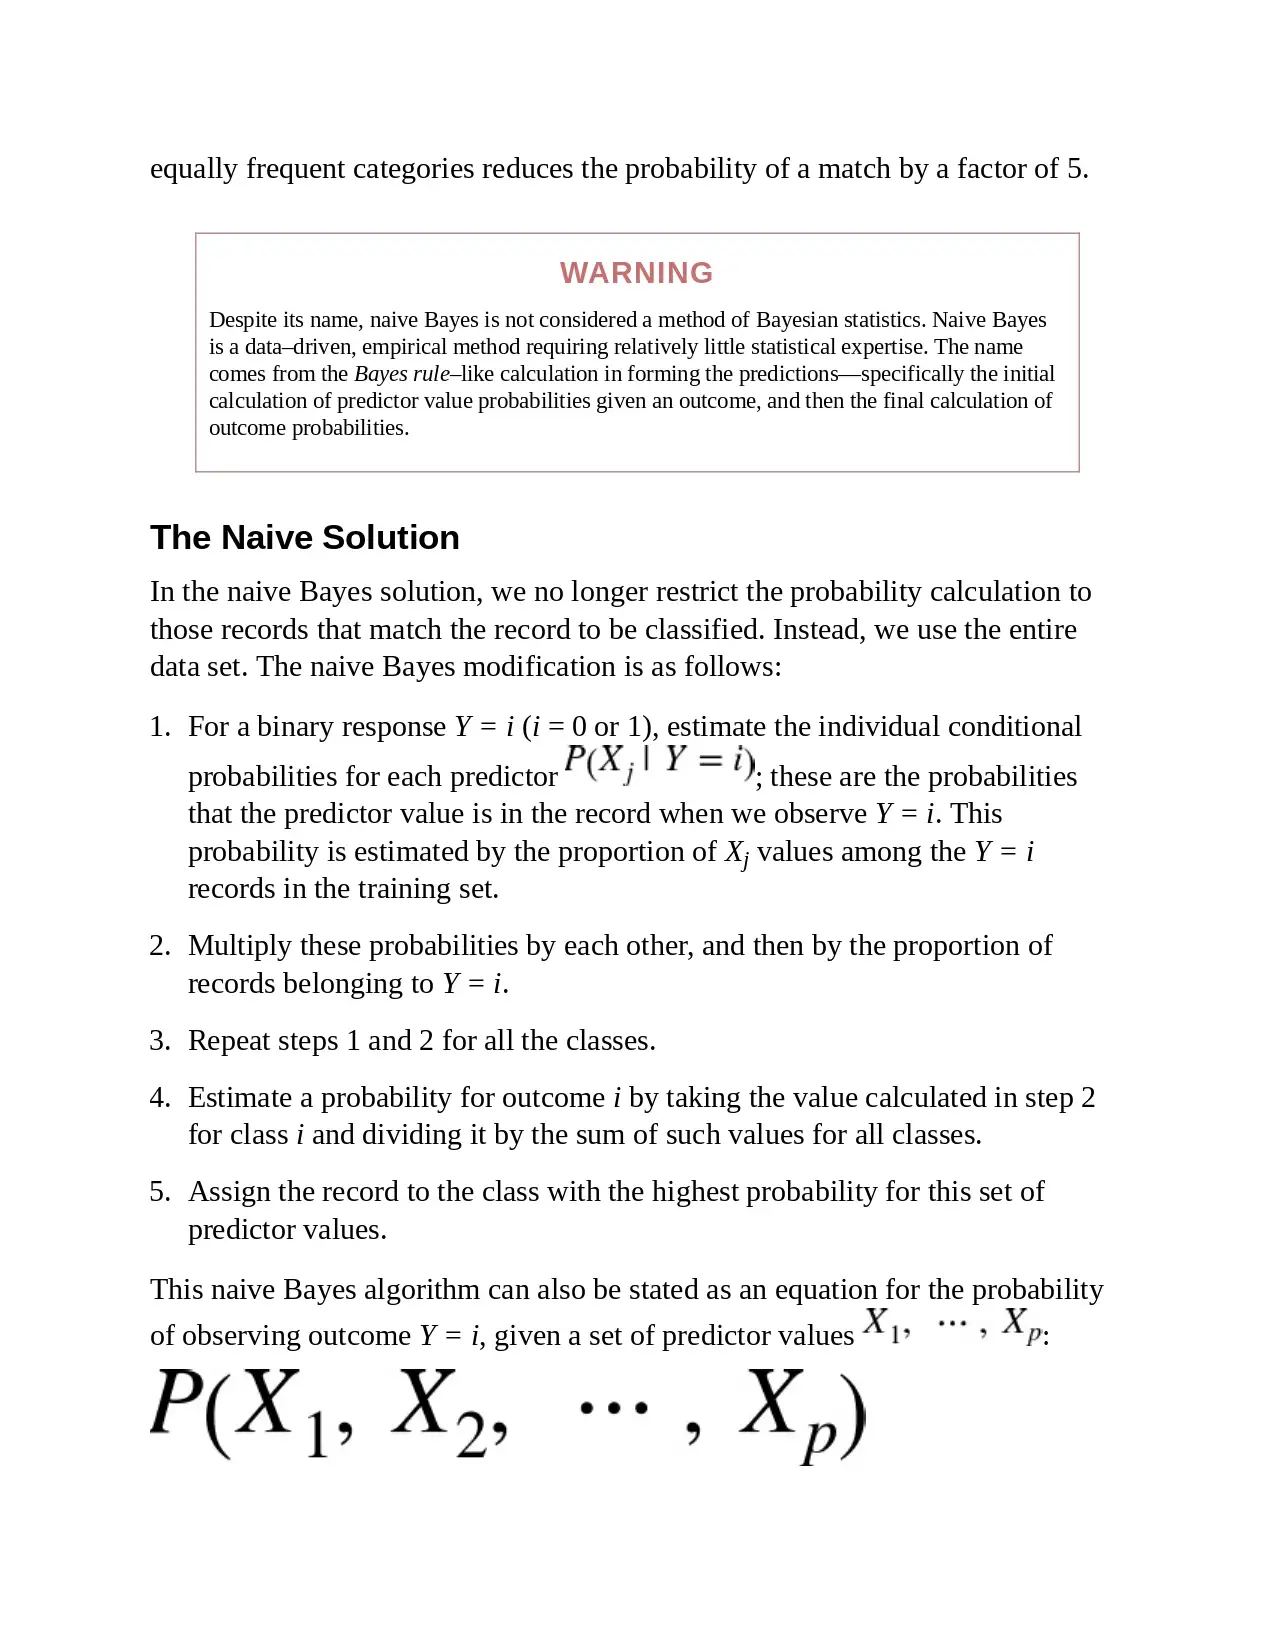 equally frequent categories reduces the probability of a match by a factor of 5.
WARNING
Despite its name, naive Bayes is not considered a method of Bayesian statistics. Naive Bayes
is a data–driven, empirical method requiring relatively little statistical expertise. The name
comes from the Bayes rule–like calculation in forming the predictions—specifically the initial
calculation of predictor value probabilities given an outcome, and then the final calculation of
outcome probabilities.
The Naive Solution
In the naive Bayes solution, we no longer restrict the probability calculation to
those records that match the record to be classified. Instead, we use the entire
data set. The naive Bayes modification is as follows:
1. For a binary response Y = i (i = 0 or 1), estimate the individual conditional
probabilities for each predictor P(X_j | Y = i); these are the probabilities
that the predictor value is in the record when we observe Y = i. This
probability is estimated by the proportion of X_j values among the Y = i
records in the training set.
2. Multiply these probabilities by each other, and then by the proportion of
records belonging to Y = i.
3. Repeat steps 1 and 2 for all the classes.
4. Estimate a probability for outcome i by taking the value calculated in step 2
for class i and dividing it by the sum of such values for all classes.
5. Assign the record to the class with the highest probability for this set of
predictor values.
This naive Bayes algorithm can also be stated as an equation for the probability
of observing outcome Y = i, given a set of predictor values X_1, ⋯ , X_p:
P(X_1, X_2, ⋯ , X_p)